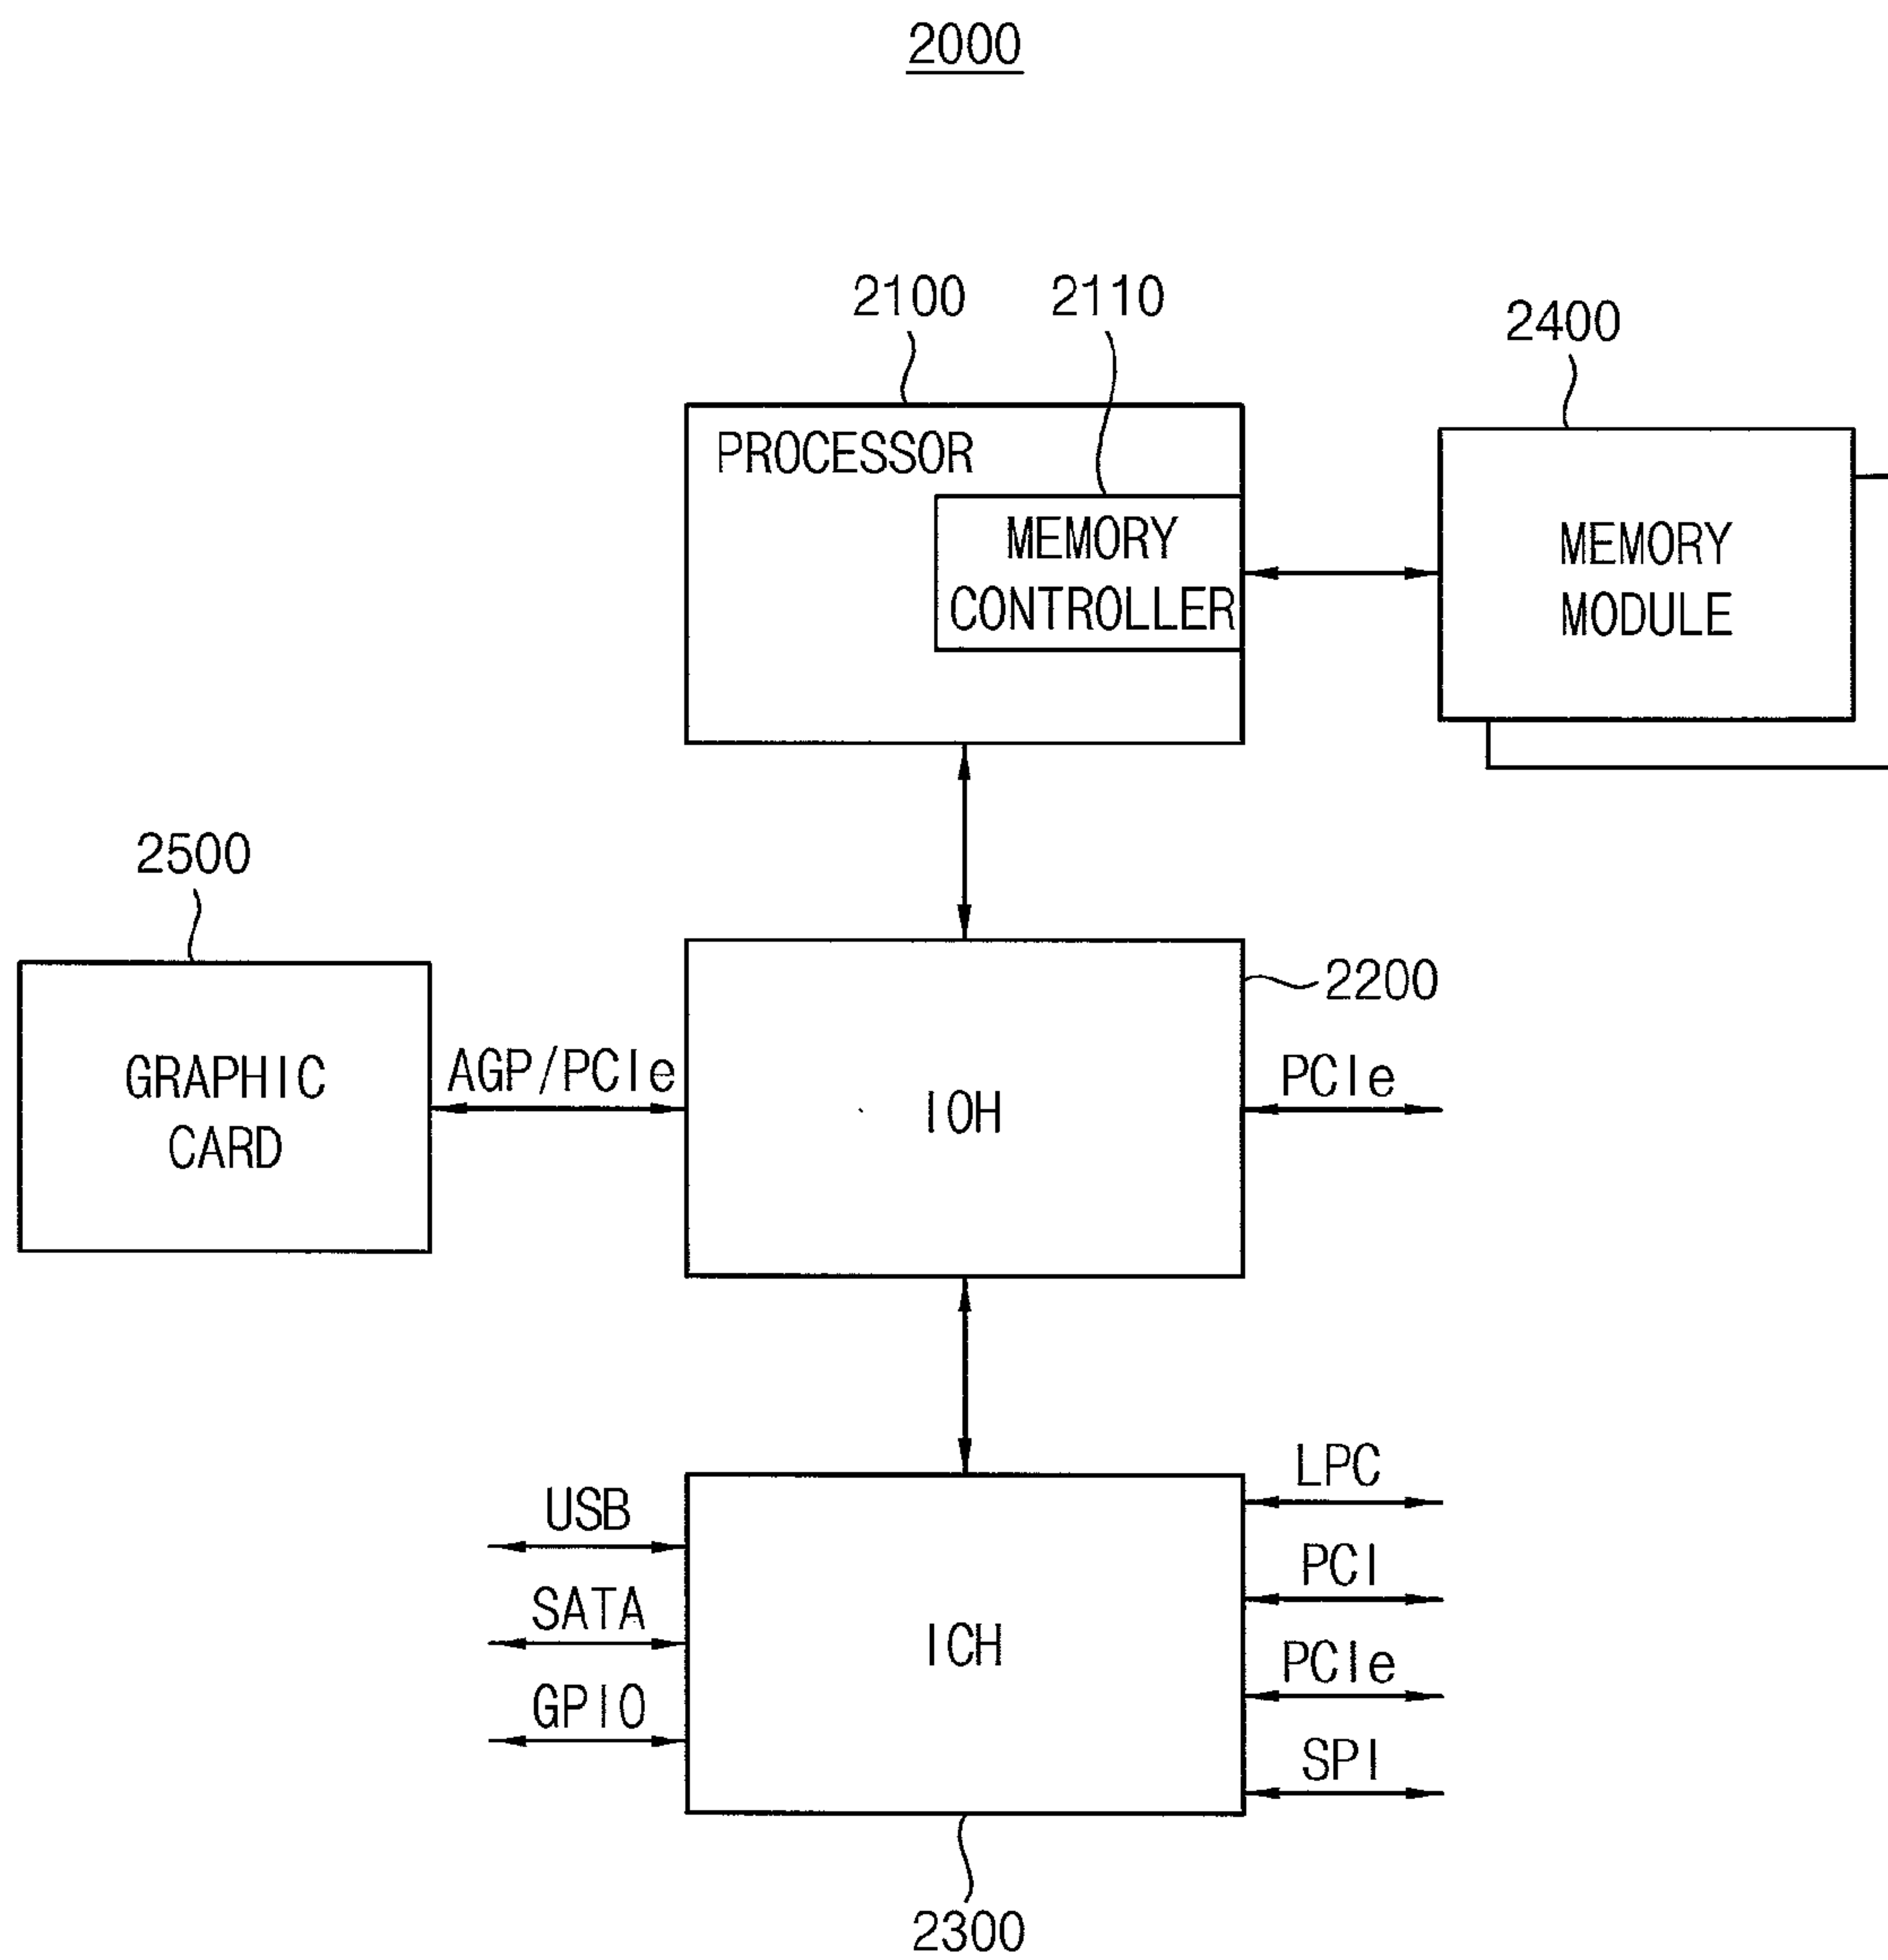 2000
2100
2110
2400
PROCESSOR
MEMORY
CONTROLLER
MEMORY
MODULE
2500
2200
GRAPHIC
CARD
AGP/PCIe
IOH
PCIe
USB
SATA
GPIO
ICH
LPC
PCI
PCIe
SPI
2300